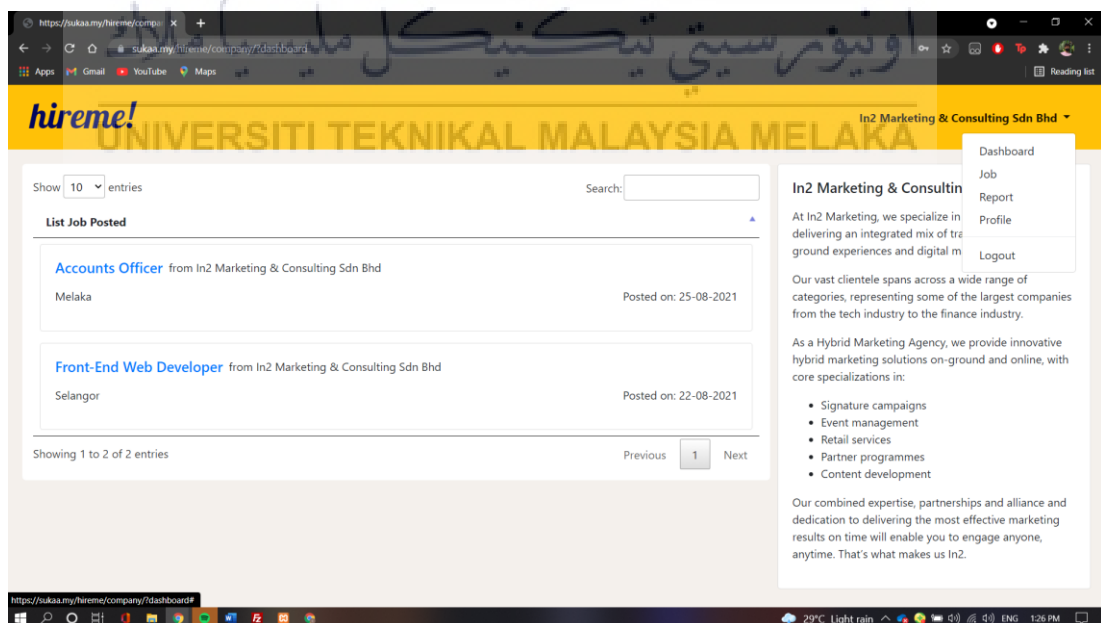 https://sukaa.my/hireme/compa
sukaa.my/hireme/company/?dashboard
Apps Gmail YouTube Maps
Reading list
اونيۏرسيتي تيكنيكل مليسيا ملاك
UNIVERSITI TEKNIKAL MALAYSIA MELAKA
hireme!
In2 Marketing & Consulting Sdn Bhd
Dashboard
Job
Report
Profile
Logout
Show 10 entries
Search:
List Job Posted
Accounts Officer from In2 Marketing & Consulting Sdn Bhd
Melaka
Posted on: 25-08-2021
Front-End Web Developer from In2 Marketing & Consulting Sdn Bhd
Selangor
Posted on: 22-08-2021
Showing 1 to 2 of 2 entries
Previous 1 Next
In2 Marketing & Consultin
At In2 Marketing, we specialize in
delivering an integrated mix of tra
ground experiences and digital m
Our vast clientele spans across a wide range of
categories, representing some of the largest companies
from the tech industry to the finance industry.
As a Hybrid Marketing Agency, we provide innovative
hybrid marketing solutions on-ground and online, with
core specializations in:
• Signature campaigns
• Event management
• Retail services
• Partner programmes
• Content development
Our combined expertise, partnerships and alliance and
dedication to delivering the most effective marketing
results on time will enable you to engage anyone,
anytime. That's what makes us In2.
https://sukaa.my/hireme/company/?dashboard#
29°C Light rain ENG 1:26 PM